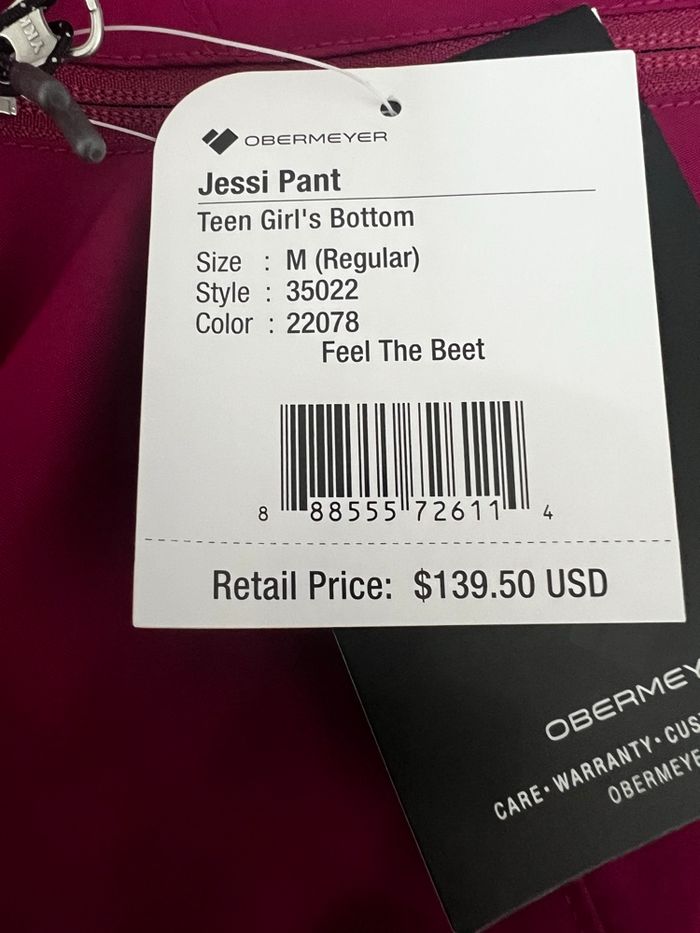 YKK
OBERMEYER
Jessi Pant
Teen Girl's Bottom
Size : M (Regular)
Style : 35022
Color : 22078
Feel The Beet
8 88555 72611 4
Retail Price: $139.50 USD
OBERMEY
CARE • WARRANTY • CUS
OBERMEYE